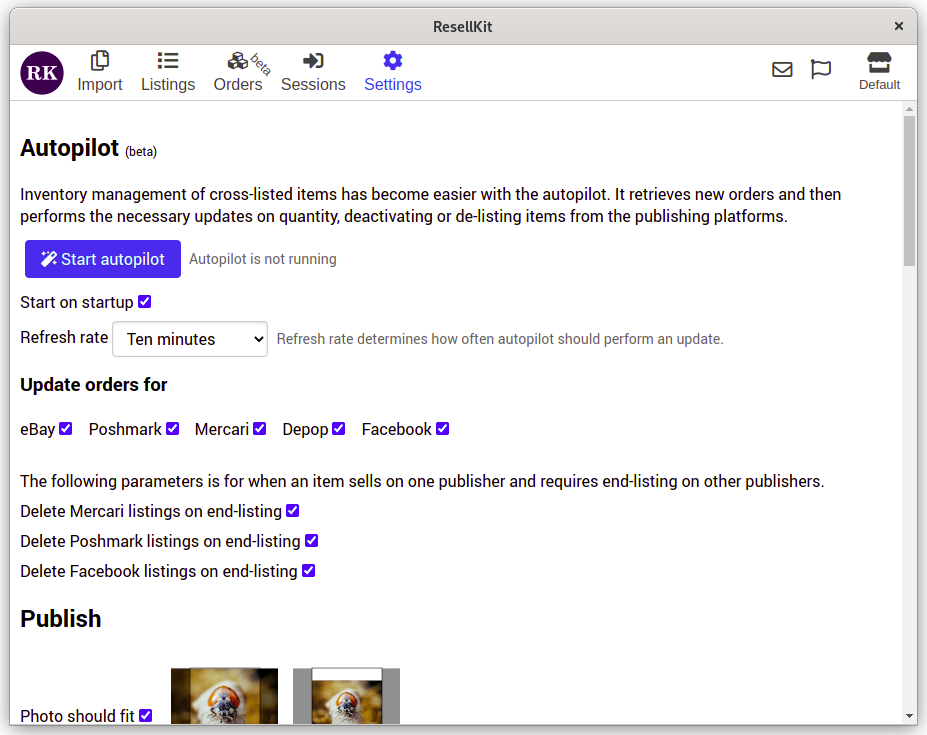 ResellKit
RK
Import
Listings
Orders beta
Sessions
Settings
Default
Autopilot (beta)
Inventory management of cross-listed items has become easier with the autopilot. It retrieves new orders and then
performs the necessary updates on quantity, deactivating or de-listing items from the publishing platforms.
Start autopilot Autopilot is not running
Start on startup
Refresh rate Ten minutes Refresh rate determines how often autopilot should perform an update.
Update orders for
eBay Poshmark Mercari Depop Facebook
The following parameters is for when an item sells on one publisher and requires end-listing on other publishers.
Delete Mercari listings on end-listing
Delete Poshmark listings on end-listing
Delete Facebook listings on end-listing
Publish
Photo should fit